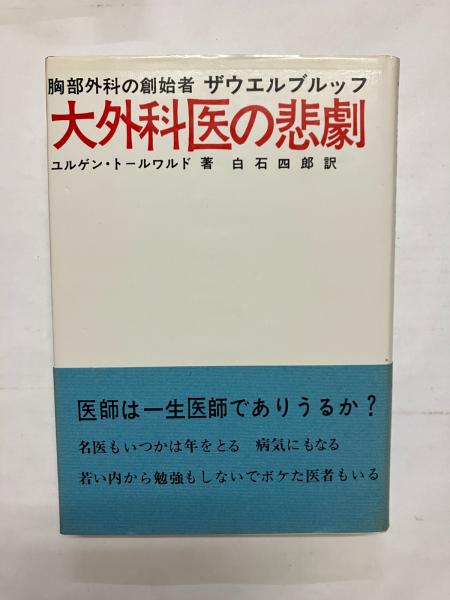 胸部外科の創始者 ザウエルブルッフ
大外科医の悲劇
ユルゲン・トールワルド 著 白石四郎 訳
医師は一生医師でありうるか？
名医もいつかは年をとる 病気にもなる
若い内から勉強もしないでボケた医者もいる